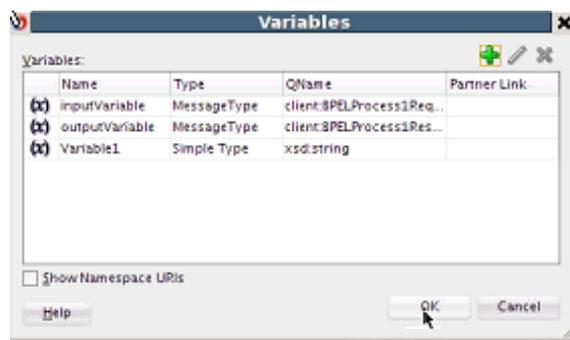 Variables
Variables:
Name Type QName Partner Link
(x) inputVariable MessageType client:BPELProcess1Req...
(x) outputVariable MessageType client:BPELProcess1Res...
(x) Variable1 Simple Type xsd:string
Show Namespace URIs
Help OK Cancel